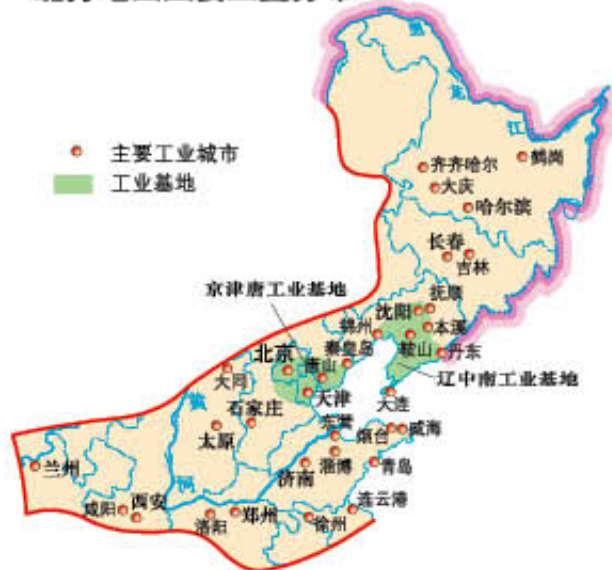 主要工业城市
工业基地
黑
龙
江
齐齐哈尔
鹤岗
大庆
哈尔滨
长春
吉林
京津唐工业基地
沈阳
抚顺
锦州
本溪
鞍山
丹东
秦皇岛
北京
唐山
辽中南工业基地
大同
天津
大连
黄
河
石家庄
太原
东营
烟台
威海
兰州
济南
淄博
青岛
咸阳
西安
洛阳
郑州
徐州
连云港